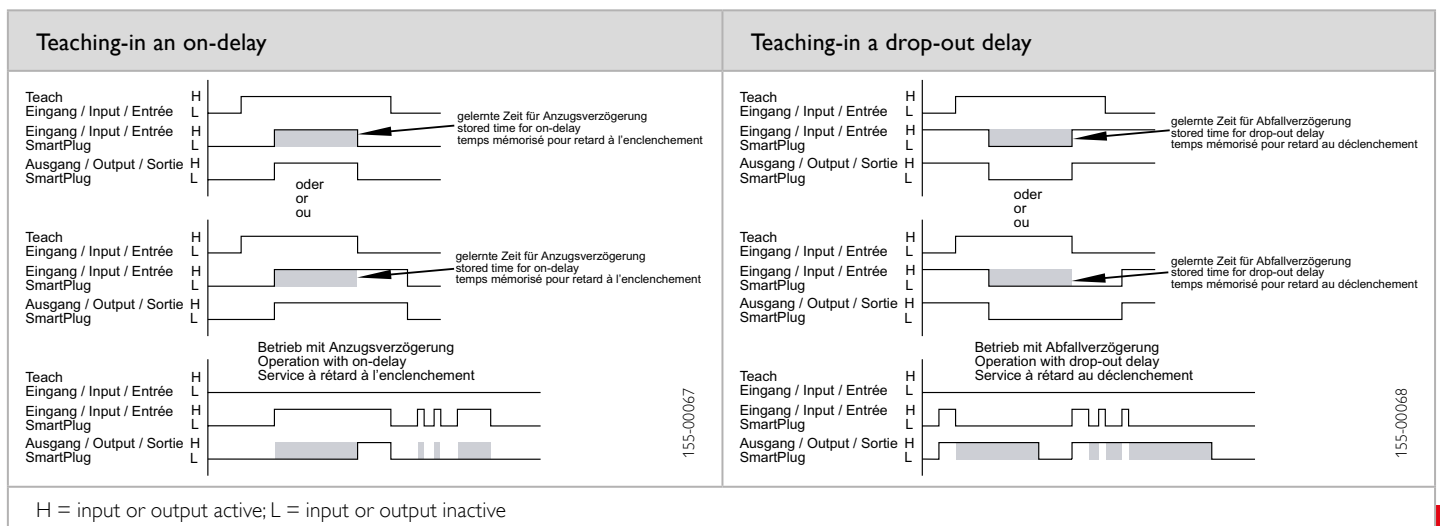 Teaching-in an on-delay
Teach H
Eingang / Input / Entrée L
Eingang / Input / Entrée H
SmartPlug L
Ausgang / Output / Sortie H
SmartPlug L
gelernte Zeit für Anzugsverzögerung
stored time for on-delay
temps mémorisé pour retard à l'enclenchement
oder
or
ou
Teach H
Eingang / Input / Entrée L
Eingang / Input / Entrée H
SmartPlug L
Ausgang / Output / Sortie H
SmartPlug L
gelernte Zeit für Anzugsverzögerung
stored time for on-delay
temps mémorisé pour retard à l'enclenchement
Betrieb mit Anzugsverzögerung
Operation with on-delay
Service à rétard à l'enclenchement
Teach H
Eingang / Input / Entrée L
Eingang / Input / Entrée H
SmartPlug L
Ausgang / Output / Sortie H
SmartPlug L
155-00067
Teaching-in a drop-out delay
Teach H
Eingang / Input / Entrée L
Eingang / Input / Entrée H
SmartPlug L
Ausgang / Output / Sortie H
SmartPlug L
gelernte Zeit für Abfallverzögerung
stored time for drop-out delay
temps mémorisé pour retard au déclenchement
oder
or
ou
Teach H
Eingang / Input / Entrée L
Eingang / Input / Entrée H
SmartPlug L
Ausgang / Output / Sortie H
SmartPlug L
gelernte Zeit für Abfallverzögerung
stored time for drop-out delay
temps mémorisé pour retard au déclenchement
Betrieb mit Abfallverzögerung
Operation with drop-out delay
Service à rétard au déclenchement
Teach H
Eingang / Input / Entrée L
Eingang / Input / Entrée H
SmartPlug L
Ausgang / Output / Sortie H
SmartPlug L
155-00068
H = input or output active; L = input or output inactive